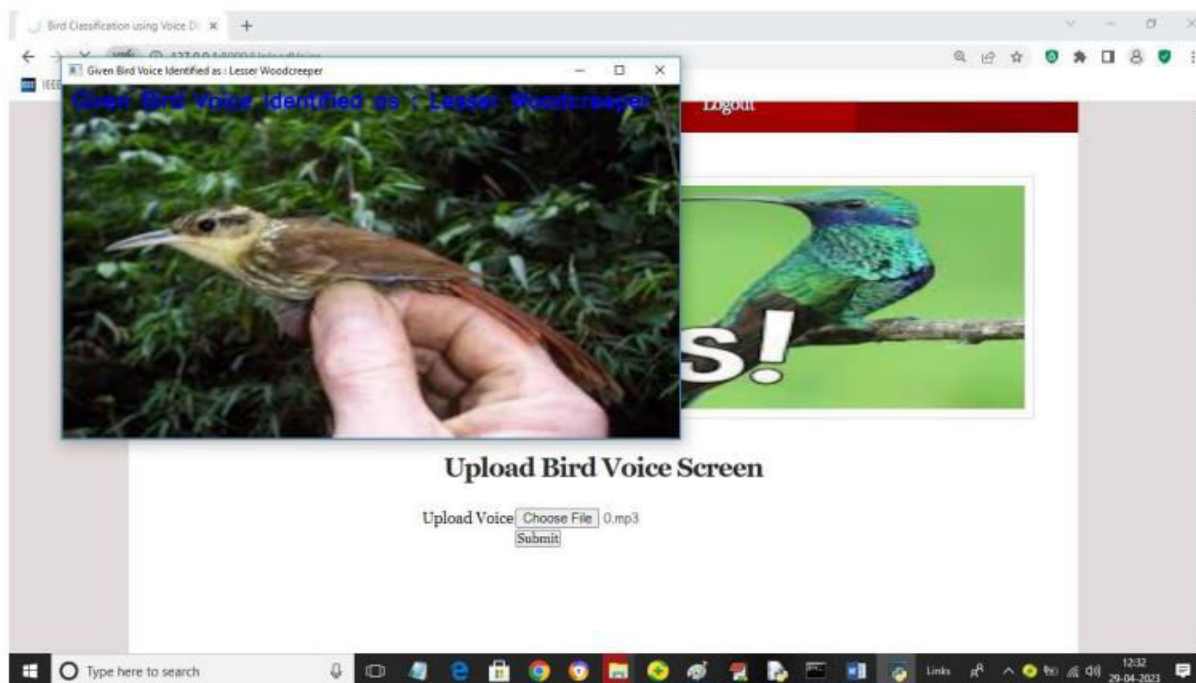 Bird Classification using Voice D
Given Bird Voice Identified as : Lesser Woodcreeper
Given Bird Voice Identified as : Lesser Woodcreeper
Logout
s!
Upload Bird Voice Screen
Upload Voice Choose File 0.mp3
Submit
Type here to search
Links
12:32
29-04-2023